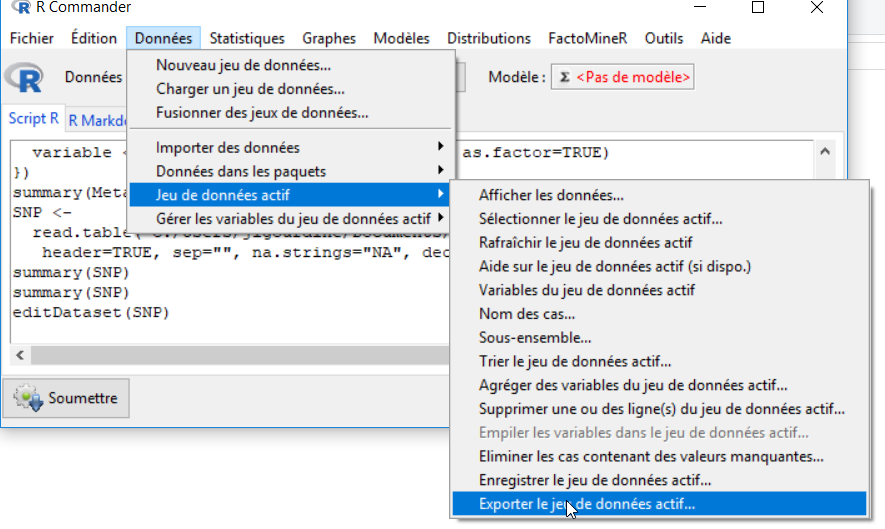 R Commander
Fichier Édition Données Statistiques Graphes Modèles Distributions FactoMineR Outils Aide
Données
Modèle : Σ <Pas de modèle>
Script R R Markd
Nouveau jeu de données...
Charger un jeu de données...
Fusionner des jeux de données...
Importer des données
Données dans les paquets
Jeu de données actif
Gérer les variables du jeu de données actif
variable as.factor=TRUE)
})
summary(Meta
SNP <-
read.table(
header=TRUE, sep="", na.strings="NA", dec
summary(SNP)
summary(SNP)
editDataset(SNP)
Soumettre
Afficher les données...
Sélectionner le jeu de données actif...
Rafraîchir le jeu de données actif
Aide sur le jeu de données actif (si dispo.)
Variables du jeu de données actif
Nom des cas...
Sous-ensemble...
Trier le jeu de données actif...
Agréger des variables du jeu de données actif...
Supprimer une ou des ligne(s) du jeu de données actif...
Empiler les variables dans le jeu de données actif...
Eliminer les cas contenant des valeurs manquantes...
Enregistrer le jeu de données actif...
Exporter le jeu de données actif...